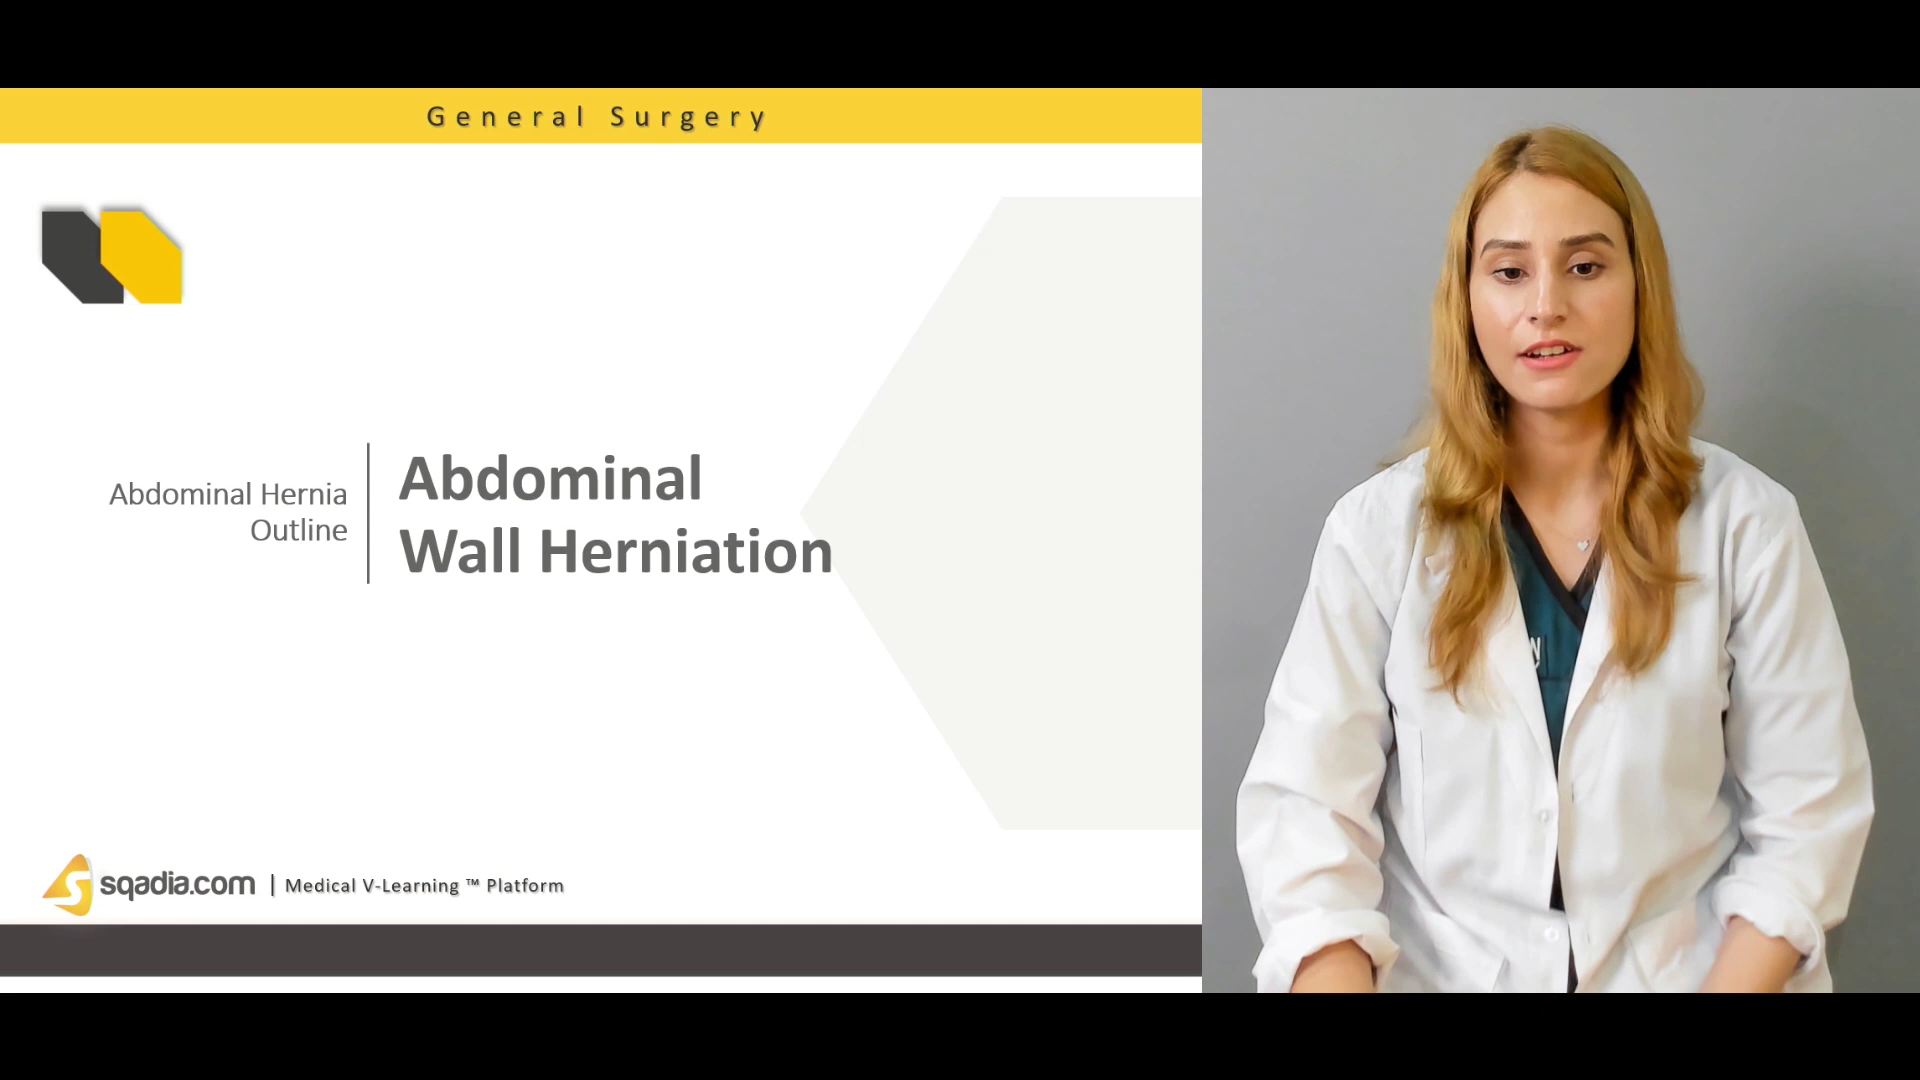 General Surgery
Abdominal Hernia
Outline
Abdominal
Wall Herniation
sqadia.com | Medical V-Learning ™ Platform